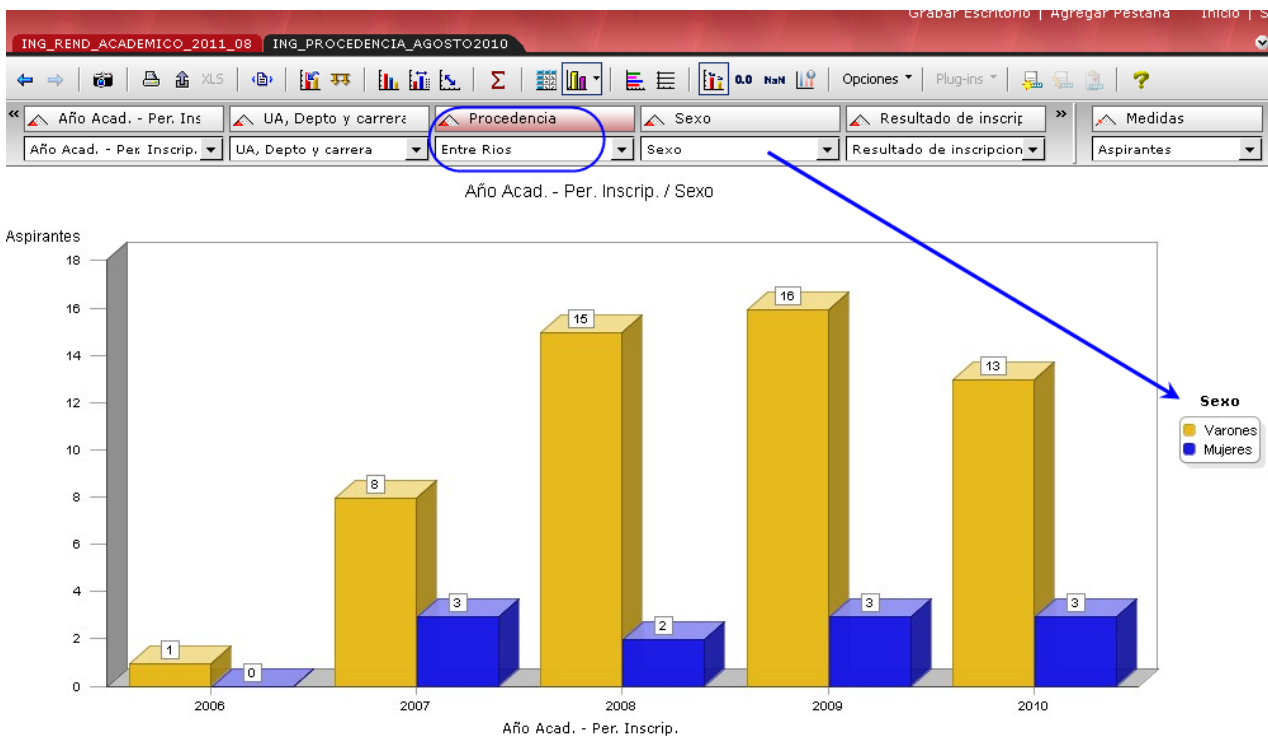 Grabar Escritorio | Agregar Pestaña Inicio | S
ING_REND_ACADEMICO_2011_08 ING_PROCEDENCIA_AGOSTO2010
XLS Σ 0.0 NaN Opciones Plug-ins ?
« Año Acad. - Per. Ins UA, Depto y carrera Procedencia Sexo Resultado de inscrip » Medidas
Año Acad. - Per. Inscrip. UA, Depto y carrera Entre Rios Sexo Resultado de inscripcion Aspirantes
Año Acad. - Per. Inscrip. / Sexo
Aspirantes
18
16
14
12
10
8
6
4
2
0
1
0
8
3
15
2
16
3
13
3
2006 2007 2008 2009 2010
Año Acad. - Per. Inscrip.
Sexo
Varones
Mujeres